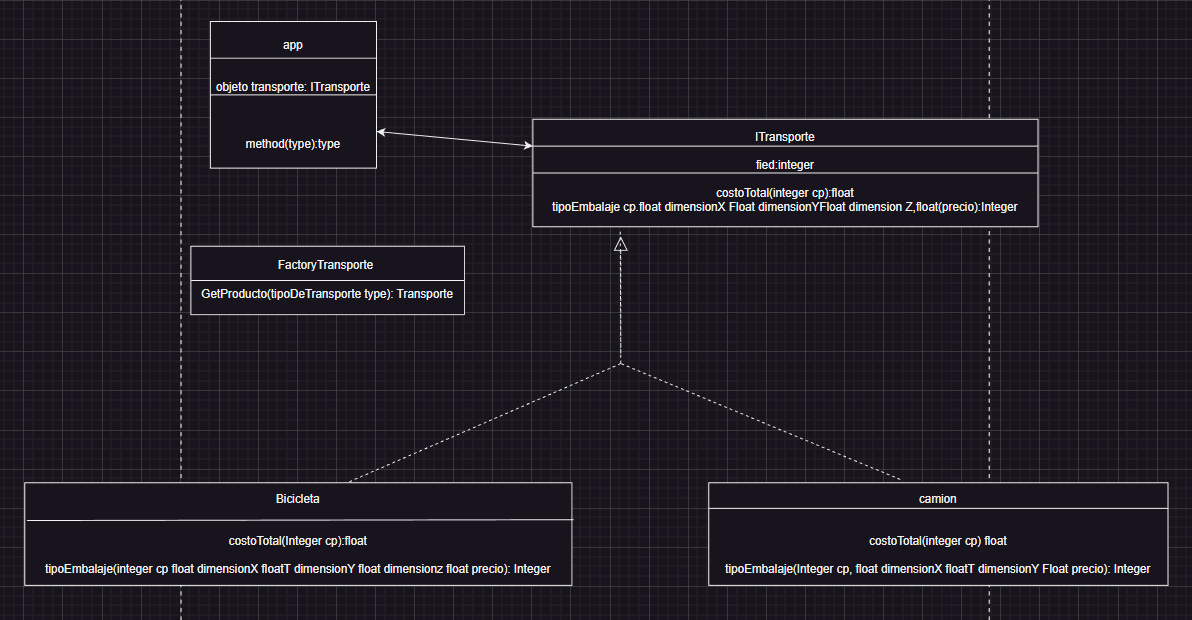 app
objeto transporte: ITransporte
method(type):type
ITransporte
fied:integer
costoTotal(integer cp):float
tipoEmbalaje cp.float dimensionX Float dimensionYFloat dimension Z,float(precio):Integer
FactoryTransporte
GetProducto(tipoDeTransporte type): Transporte
Bicicleta
costoTotal(Integer cp):float
tipoEmbalaje(integer cp float dimensionX floatT dimensionY float dimensionz float precio): Integer
camion
costoTotal(integer cp) float
tipoEmbalaje(Integer cp, float dimensionX floatT dimensionY Float precio): Integer